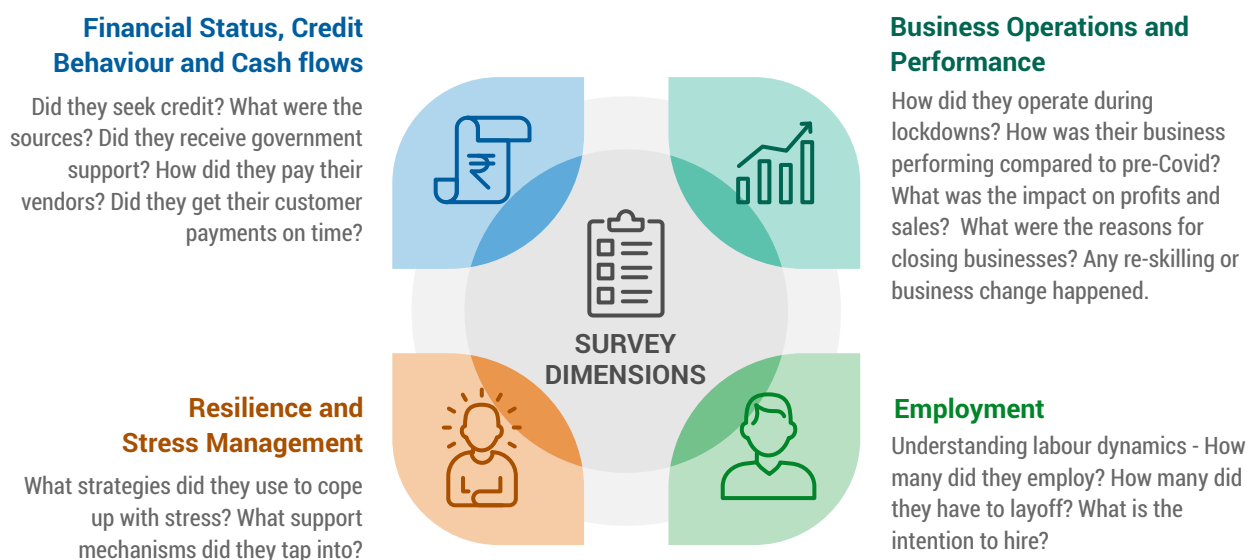 Financial Status, Credit
Behaviour and Cash flows
Did they seek credit? What were the
sources? Did they receive government
support? How did they pay their
vendors? Did they get their customer
payments on time?
Business Operations and
Performance
How did they operate during
lockdowns? How was their business
performing compared to pre-Covid?
What was the impact on profits and
sales?  What were the reasons for
closing businesses? Any re-skilling or
business change happened.
₹
SURVEY
DIMENSIONS
Resilience and
Stress Management
What strategies did they use to cope
up with stress? What support
mechanisms did they tap into?
Employment
Understanding labour dynamics - How
many did they employ? How many did
they have to layoff? What is the
intention to hire?